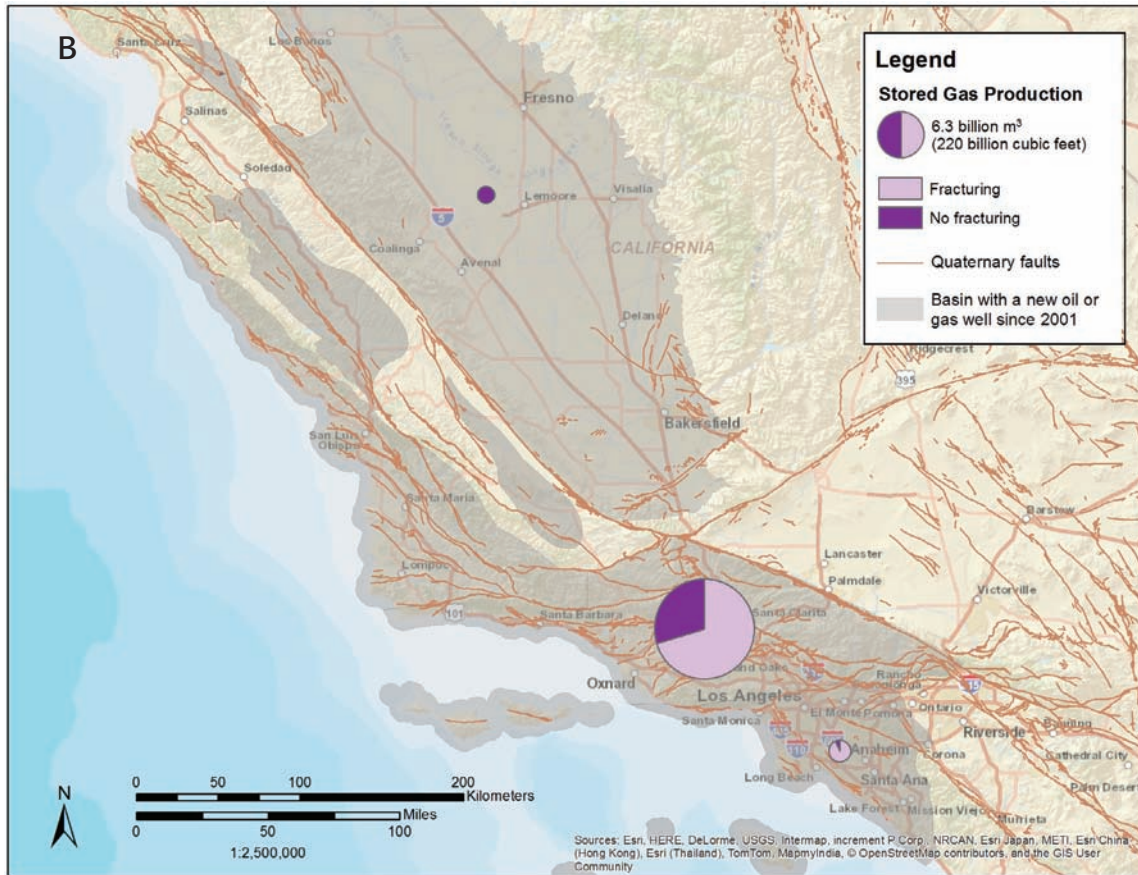 B
Santa Cruz
Los Banos
Fresno
Salinas
Soledad
Lemoore
Visalia
5
CALIFORNIA
Coalinga
Avenal
Delano
Ridgecrest
395
Bakersfield
San Luis
Obispo
Santa Maria
Barstow
Lompoc
Lancaster
Palmdale
Victorville
101
Santa Barbara
Santa Clarita
Oxnard
Rancho
15
Los Angeles
Ontario
El Monte
Pomona
Santa Monica
Riverside
Banning
405
110
Anaheim
Corona
Cathedral City
Long Beach
Santa Ana
Palm Desert
Lake Forest
Mission Viejo
Murrieta
Legend
Stored Gas Production
6.3 billion m³
(220 billion cubic feet)
Fracturing
No fracturing
Quaternary faults
Basin with a new oil or
gas well since 2001
N
0 50 100 200
Kilometers
Miles
0 50 100
1:2,500,000
Sources: Esri, HERE, DeLorme, USGS, Intermap, increment P Corp., NRCAN, Esri Japan, METI, Esri China
(Hong Kong), Esri (Thailand), TomTom, MapmyIndia, © OpenStreetMap contributors, and the GIS User
Community